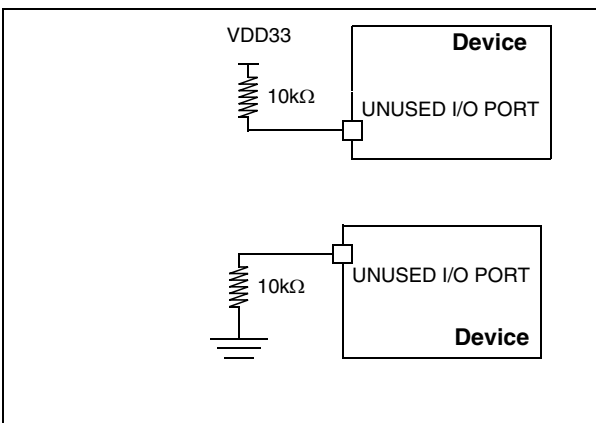 VDD33
Device
10kΩ
UNUSED I/O PORT
10kΩ
UNUSED I/O PORT
Device